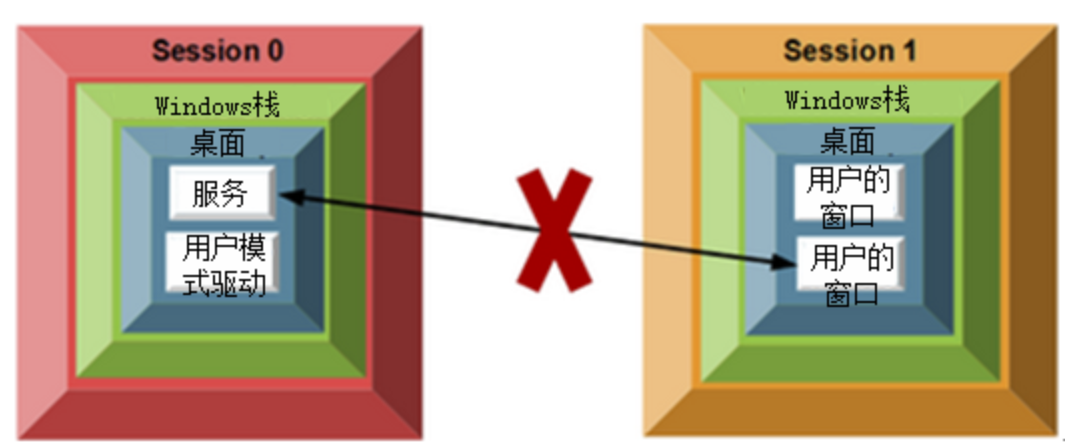 Session 0
Windows栈
桌面
服务
用户模
式驱动
Session 1
Windows栈
桌面
用户的
窗口
用户的
窗口